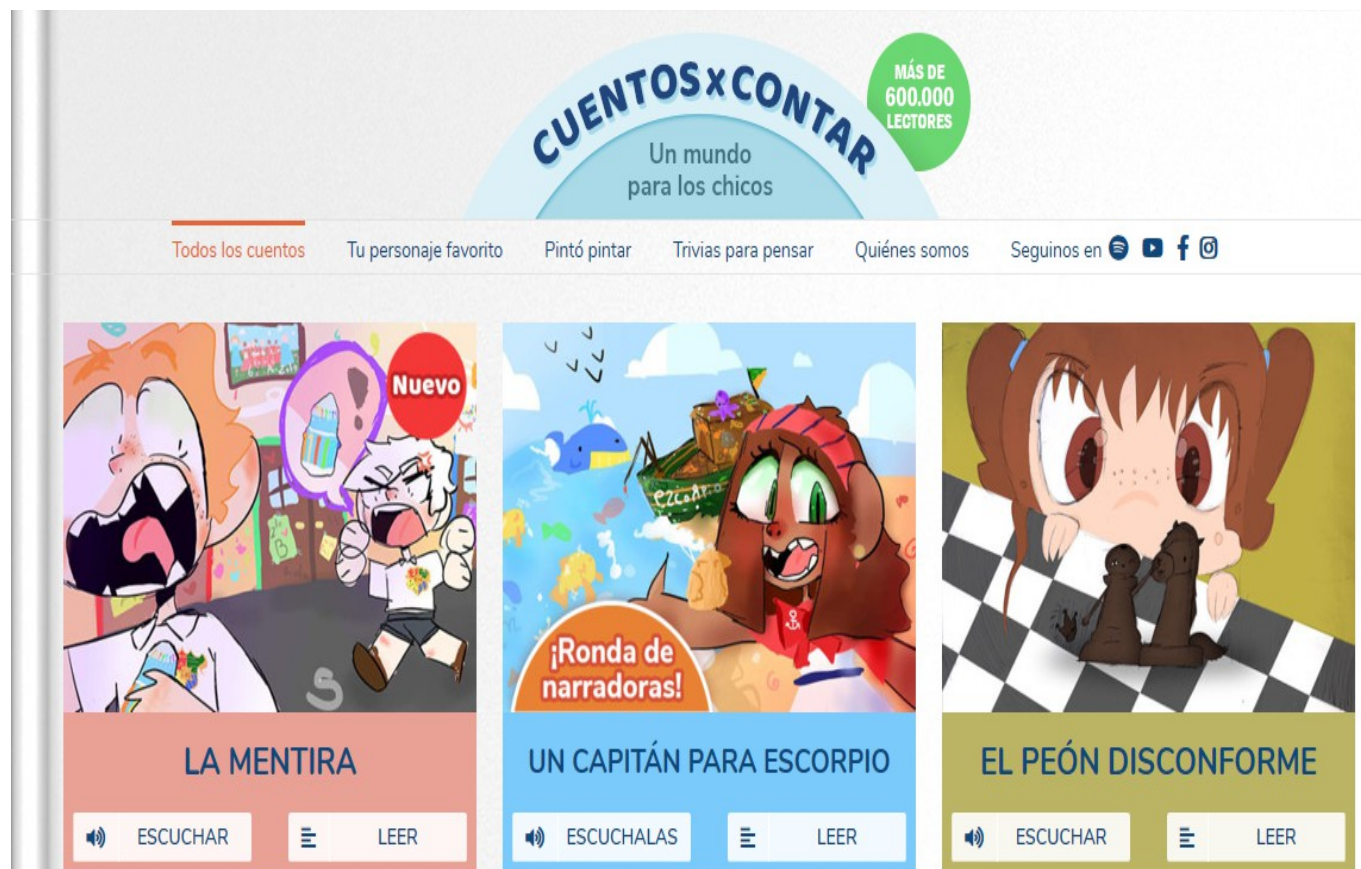 CUENTOS X CONTAR
Un mundo
para los chicos
MÁS DE
600.000
LECTORES
Todos los cuentos Tu personaje favorito Pintó pintar Trivias para pensar Quiénes somos Seguinos en
Nuevo
¡Ronda de
narradoras!
LA MENTIRA
UN CAPITÁN PARA ESCORPIO
EL PEÓN DISCONFORME
ESCUCHAR LEER
ESCUCHALAS LEER
ESCUCHAR LEER